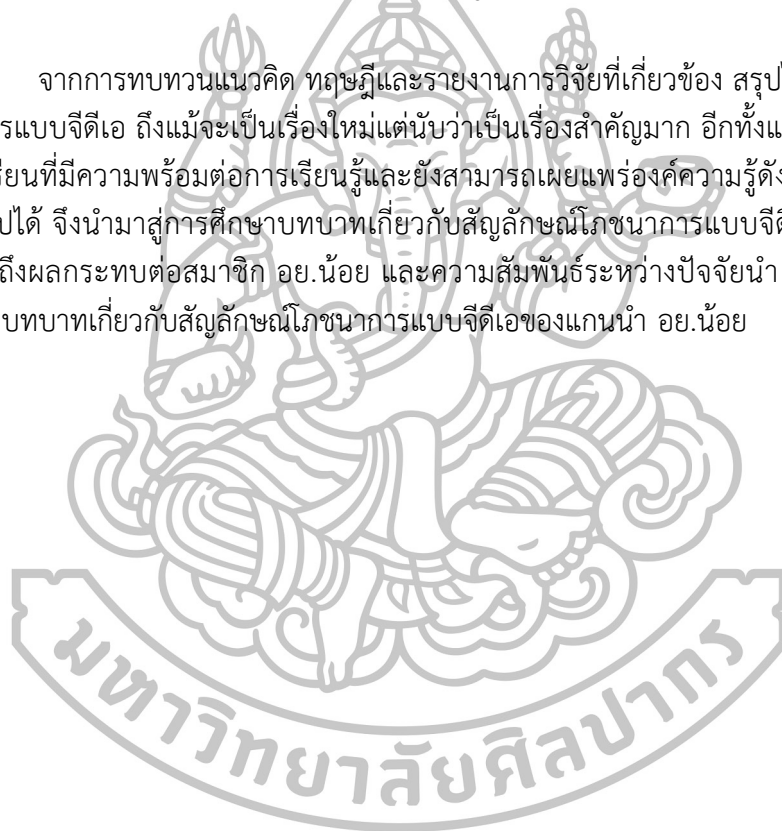 จากการทบทวนแนวคิด ทฤษฎีและรายงานการวิจัยที่เกี่ยวข้อง สรุป
รแบบจีดีเอ ถึงแม้จะเป็นเรื่องใหม่แต่นับว่าเป็นเรื่องสำคัญมาก อีกทั้งแ
รียนที่มีความพร้อมต่อการเรียนรู้และยังสามารถเผยแพร่องค์ความรู้ดัง
ปได้ จึงนำมาสู่การศึกษาบทบาทเกี่ยวกับสัญลักษณ์โภชนาการแบบจีดี
ถึงผลกระทบต่อสมาชิก อย.น้อย และความสัมพันธ์ระหว่างปัจจัยนำ
บทบาทเกี่ยวกับสัญลักษณ์โภชนาการแบบจีดีเอของแกนนำ อย.น้อย
มหาวิทยาลัยศิลปากร